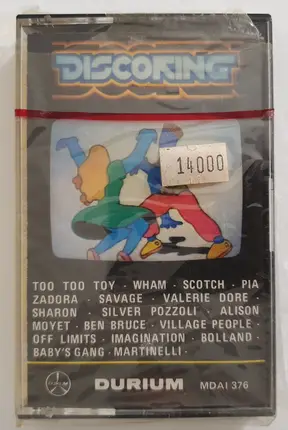 DISCORING
14000
TOO TOO TOY · WHAM · SCOTCH · PIA
ZADORA · SAVAGE · VALERIE DORE ·
SHARON · SILVER POZZOLI · ALISON
MOYET · BEN BRUCE · VILLAGE PEOPLE ·
OFF LIMITS · IMAGINATION · BOLLAND ·
BABY'S GANG · MARTINELLI ·
DURIUM MDAI 376